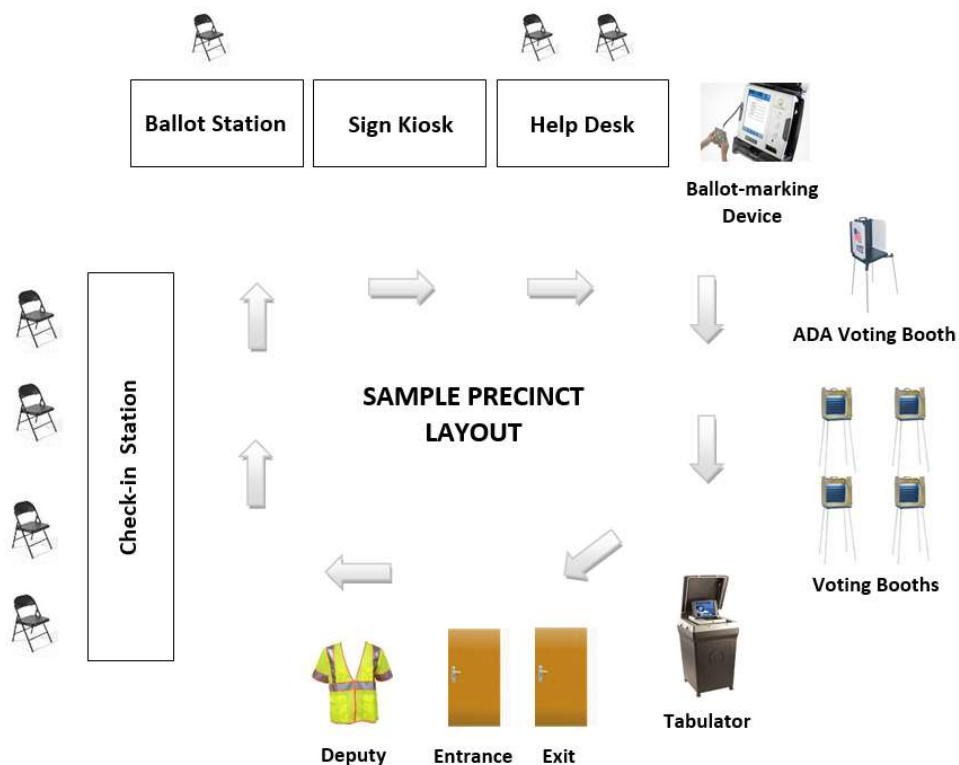 Ballot Station
Sign Kiosk
Help Desk
Ballot-marking
Device
ADA Voting Booth
Check-in Station
SAMPLE PRECINCT
LAYOUT
Voting Booths
Tabulator
Deputy
Entrance
Exit